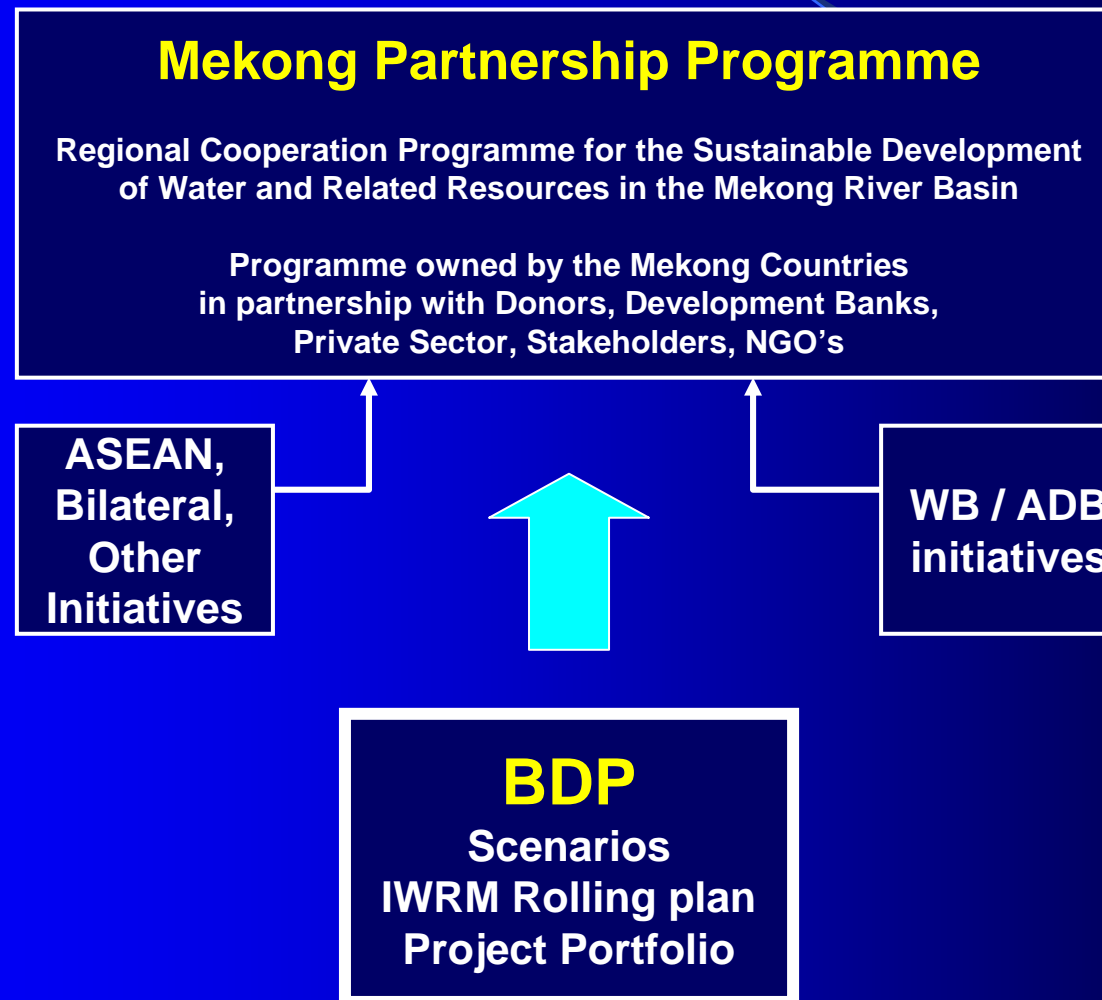 Mekong Partnership Programme
Regional Cooperation Programme for the Sustainable Development
of Water and Related Resources in the Mekong River Basin
Programme owned by the Mekong Countries
in partnership with Donors, Development Banks,
Private Sector, Stakeholders, NGO’s
ASEAN,
Bilateral,
Other
Initiatives
WB / ADB
initiatives
BDP
Scenarios
IWRM Rolling plan
Project Portfolio